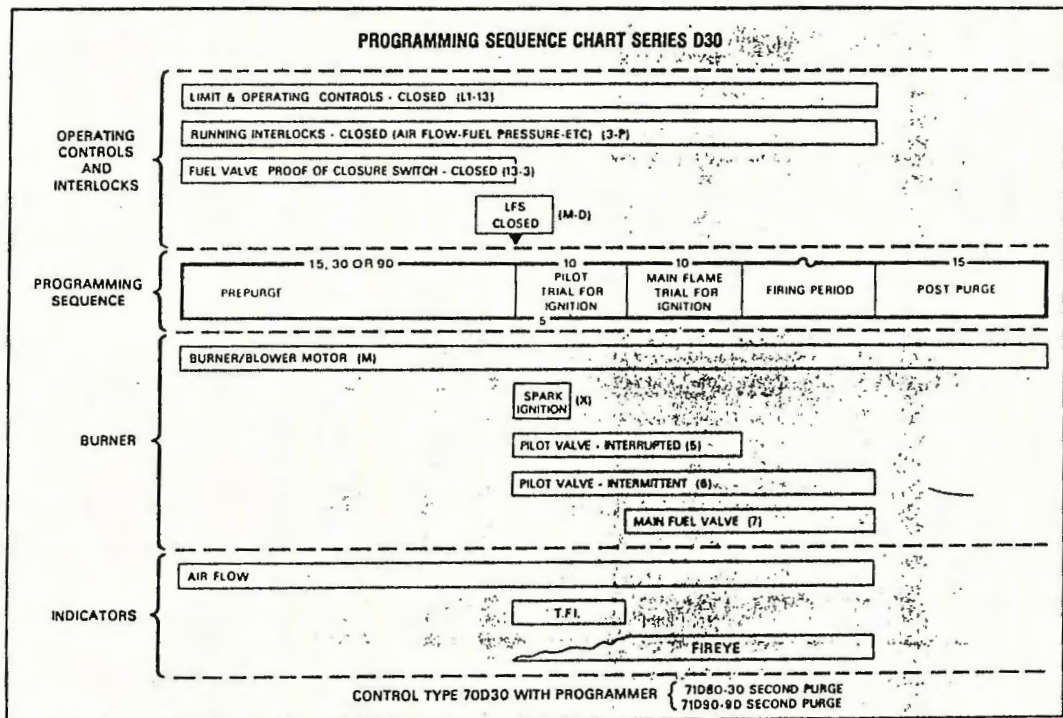 PROGRAMMING SEQUENCE CHART SERIES D30
OPERATING
CONTROLS
AND
INTERLOCKS
LIMIT & OPERATING CONTROLS - CLOSED (L1-13)
RUNNING INTERLOCKS - CLOSED (AIR FLOW-FUEL PRESSURE-ETC) (3-P)
FUEL VALVE PROOF OF CLOSURE SWITCH - CLOSED (13-3)
LFS
CLOSED
(M-D)
PROGRAMMING
SEQUENCE
15, 30 OR 90
PREPURGE
10
PILOT
TRIAL FOR
IGNITION
5
10
MAIN FLAME
TRIAL FOR
IGNITION
FIRING PERIOD
15
POST PURGE
BURNER
BURNER/BLOWER MOTOR (M)
SPARK
IGNITION
(X)
PILOT VALVE - INTERRUPTED (5)
PILOT VALVE - INTERMITTENT (6)
MAIN FUEL VALVE (7)
INDICATORS
AIR FLOW
T.F.I.
FIREYE
CONTROL TYPE 70D30 WITH PROGRAMMER
71D80-30 SECOND PURGE
71D90-90 SECOND PURGE